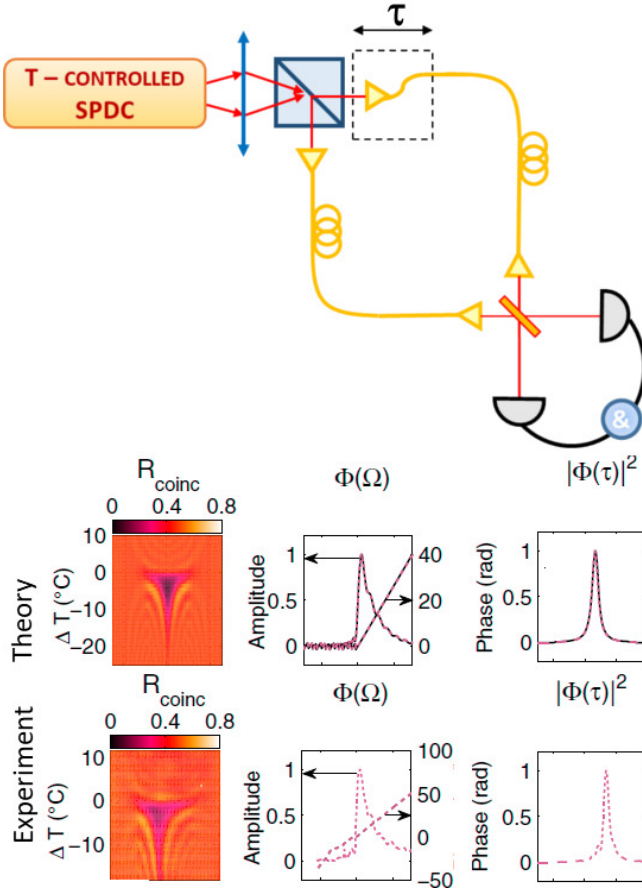 τ
T – CONTROLLED
SPDC
&
R coinc
Φ(Ω)
|Φ(τ)|²
0 0.4 0.8
Theory
Δ T (°C)
10
0
−10
−20
Amplitude
1
0.5
0
40
20
0
Phase (rad)
1
0.5
0
R coinc
Φ(Ω)
|Φ(τ)|²
0 0.4 0.8
Experiment
Δ T (°C)
10
0
−10
Amplitude
1
0.5
0
100
50
0
−50
Phase (rad)
1
0.5
0